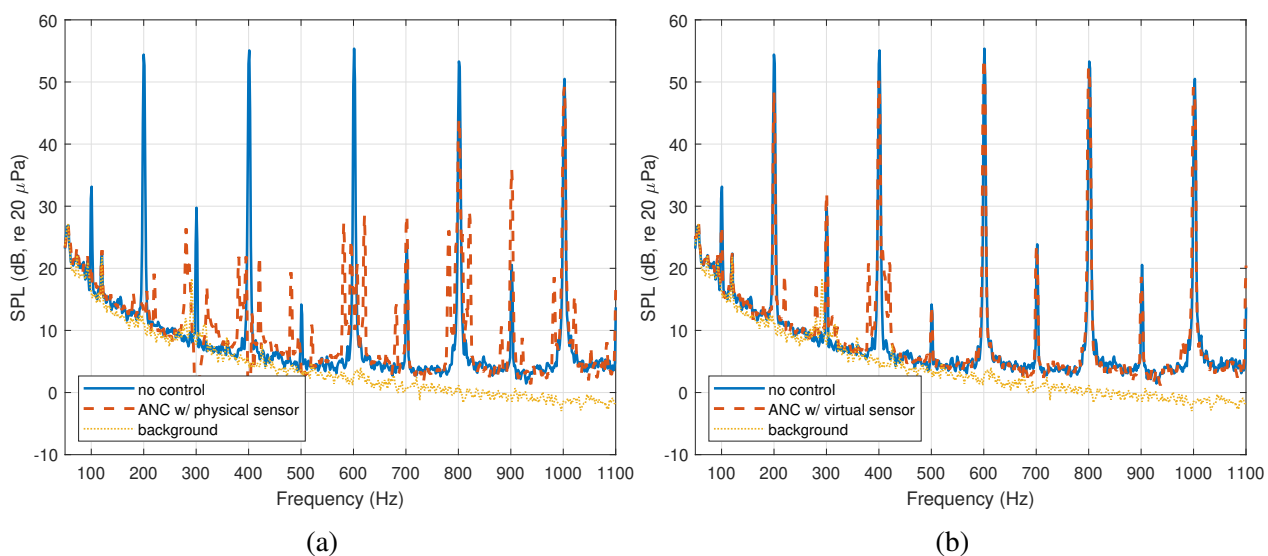 60
50
40
30
20
10
0
-10
SPL (dB, re 20 μPa)
no control
ANC w/ physical sensor
background
100 200 300 400 500 600 700 800 900 1000 1100
Frequency (Hz)
(a)
60
50
40
30
20
10
0
-10
SPL (dB, re 20 μPa)
no control
ANC w/ virtual sensor
background
100 200 300 400 500 600 700 800 900 1000 1100
Frequency (Hz)
(b)